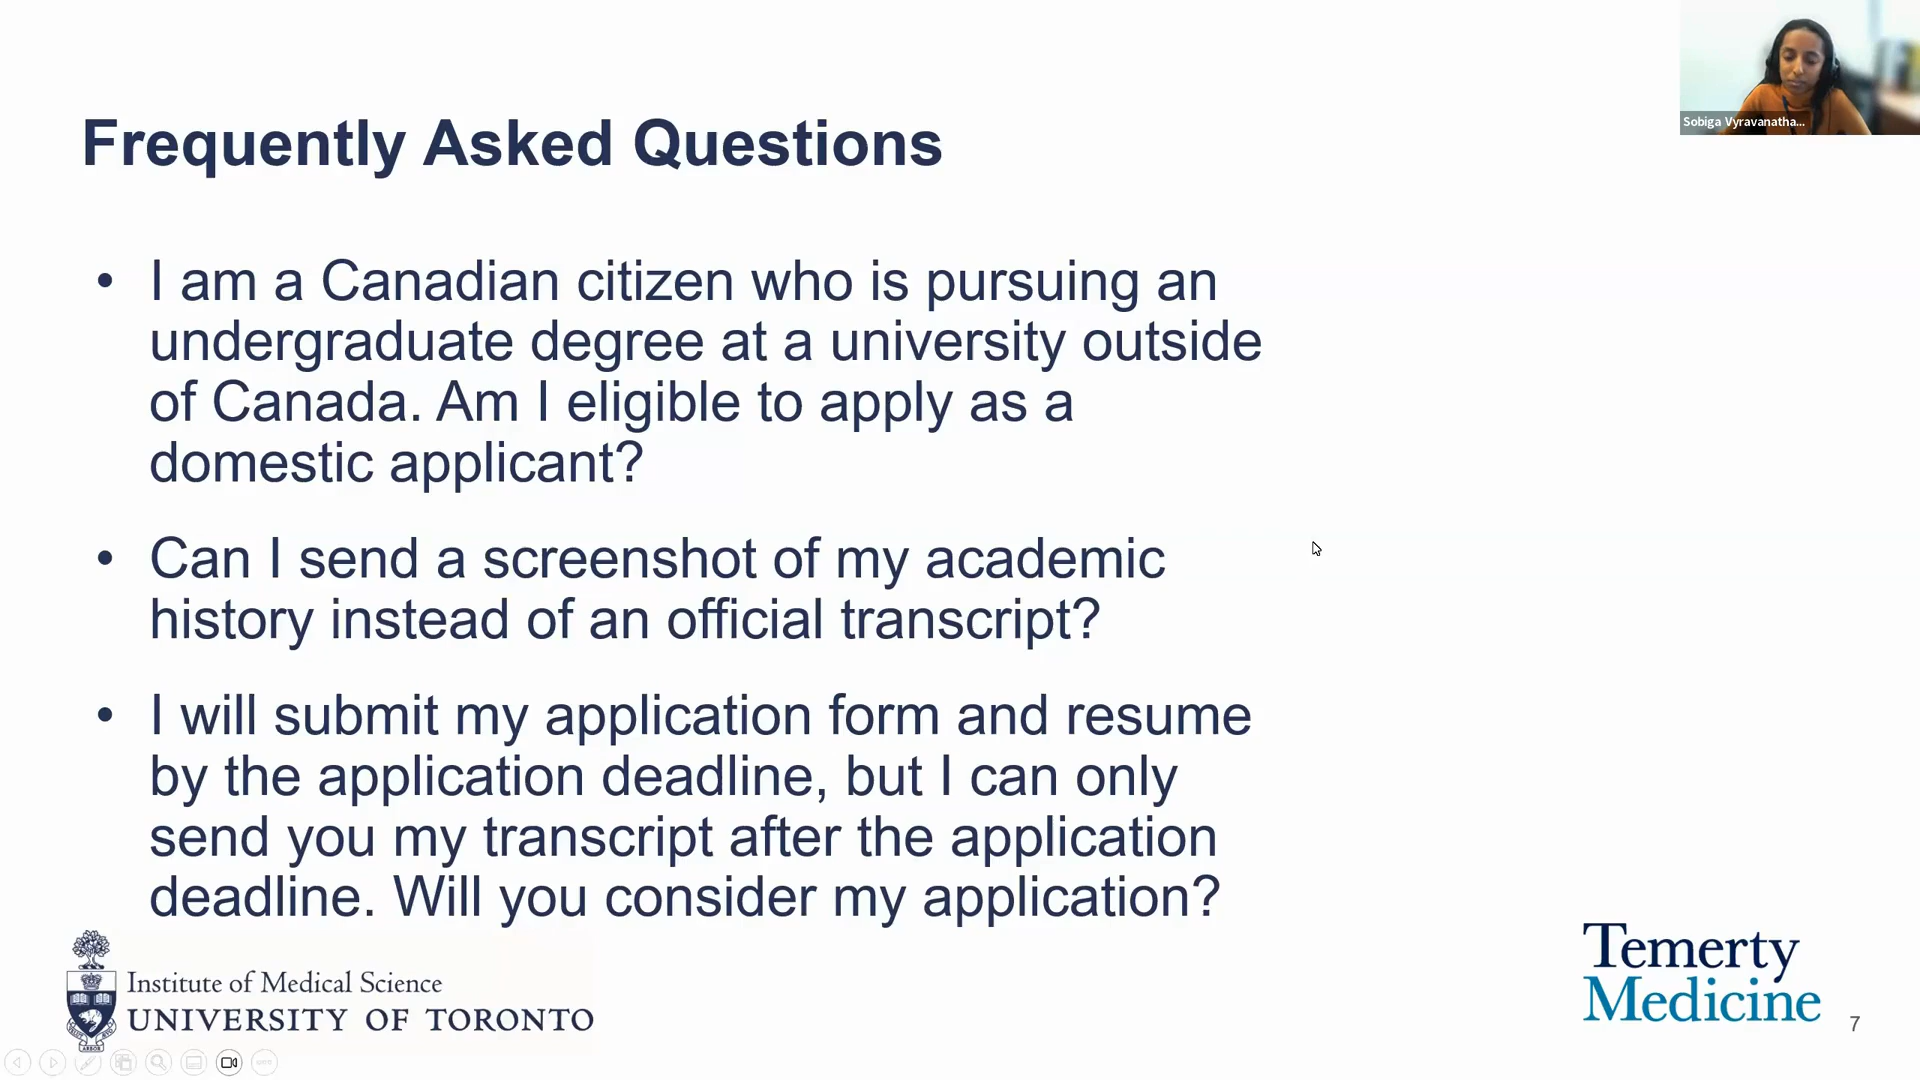 Sobiga Vyravanatha...
Frequently Asked Questions
• I am a Canadian citizen who is pursuing an
undergraduate degree at a university outside
of Canada. Am I eligible to apply as a
domestic applicant?
• Can I send a screenshot of my academic
history instead of an official transcript?
• I will submit my application form and resume
by the application deadline, but I can only
send you my transcript after the application
deadline. Will you consider my application?
Institute of Medical Science
UNIVERSITY OF TORONTO
Temerty
Medicine
7